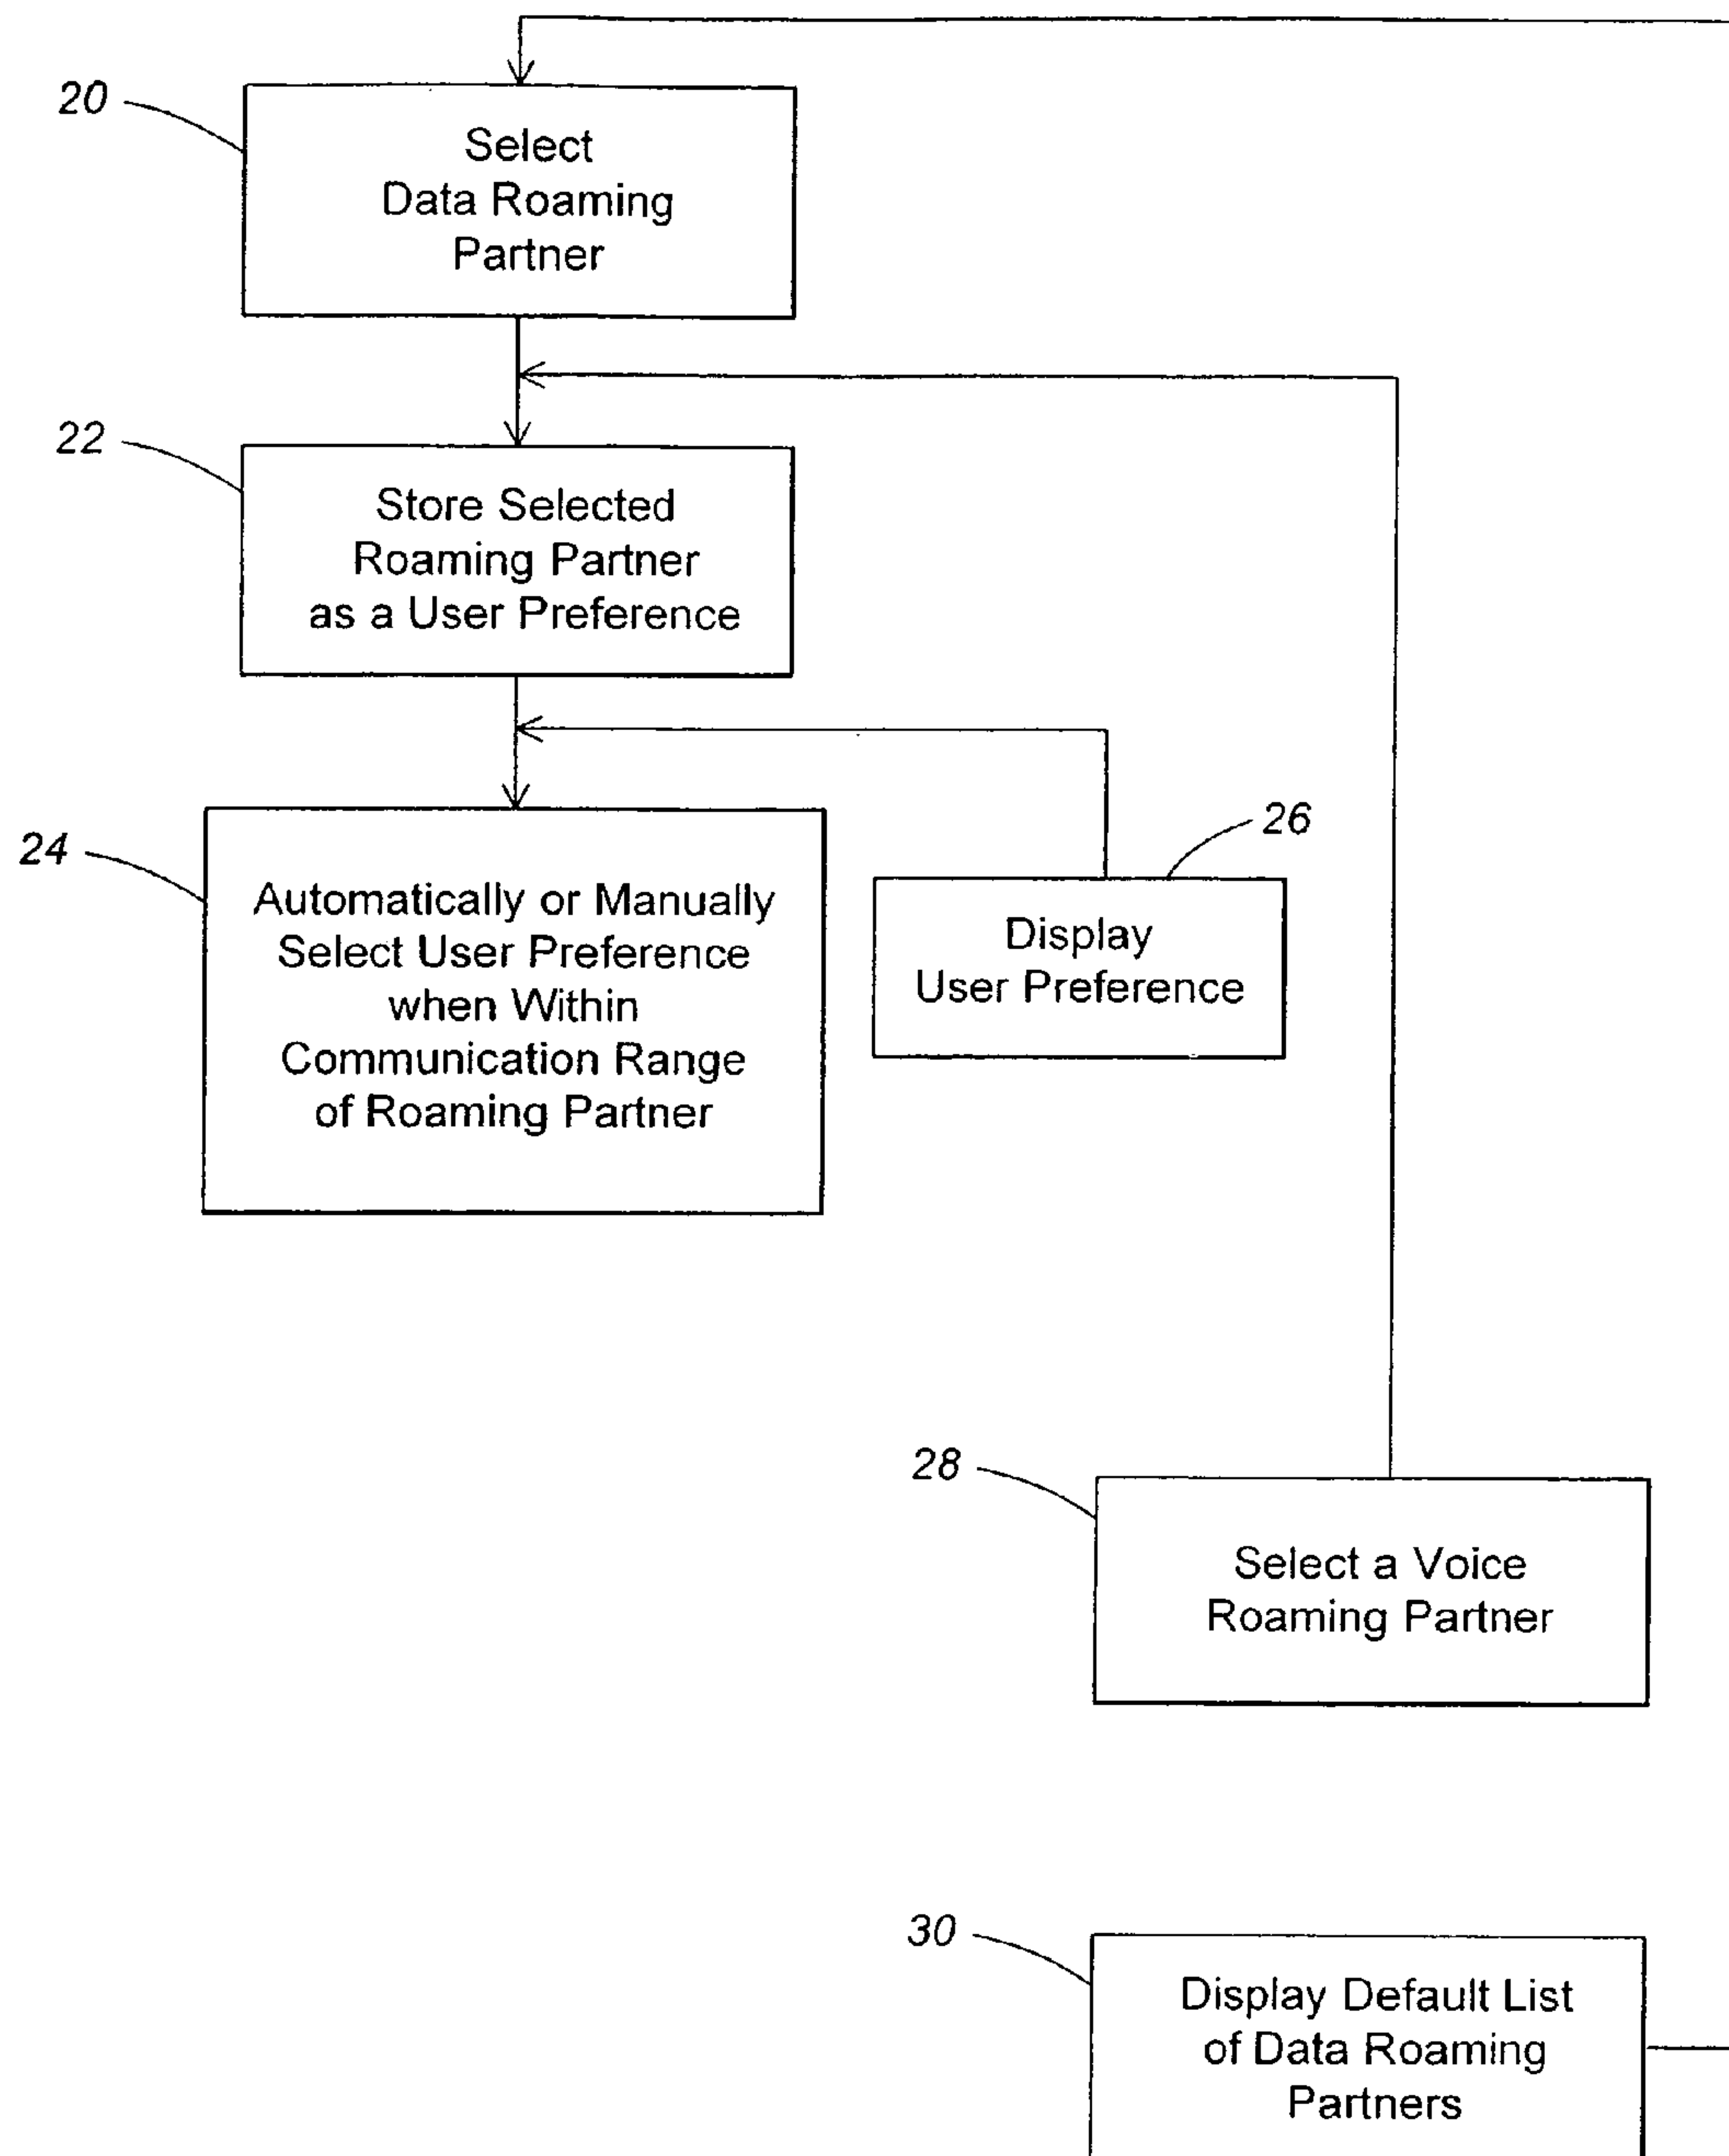 20
Select
Data Roaming
Partner
22
Store Selected
Roaming Partner
as a User Preference
24
Automatically or Manually
Select User Preference
when Within
Communication Range
of Roaming Partner
26
Display
User Preference
28
Select a Voice
Roaming Partner
30
Display Default List
of Data Roaming
Partners